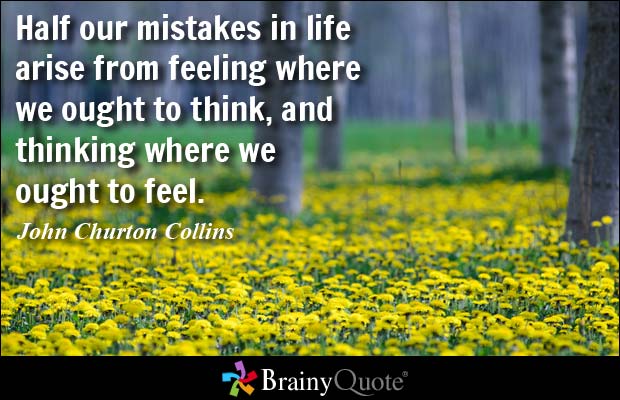 Half our mistakes in life
arise from feeling where
we ought to think, and
thinking where we
ought to feel.
John Churton Collins
BrainyQuote®